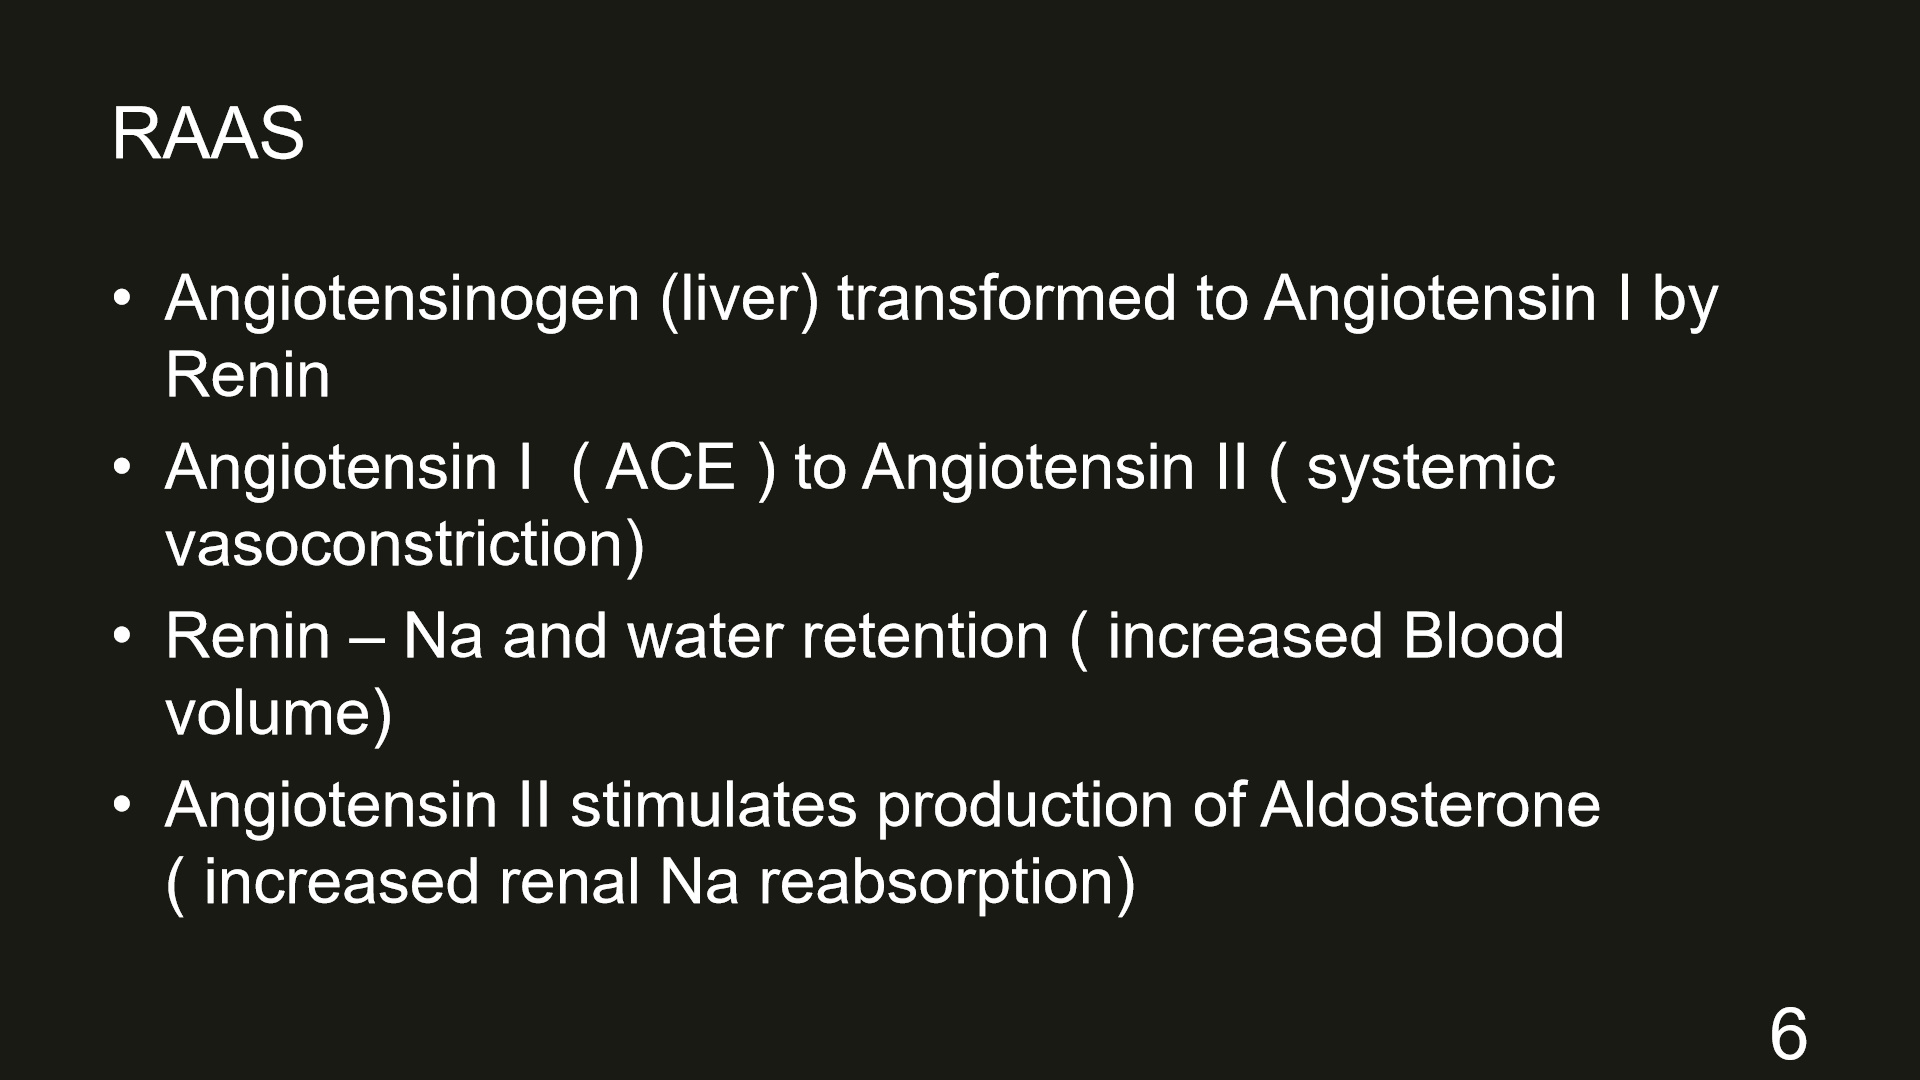 RAAS
• Angiotensinogen (liver) transformed to Angiotensin I by
Renin
• Angiotensin I  ( ACE ) to Angiotensin II ( systemic
vasoconstriction)
• Renin – Na and water retention ( increased Blood
volume)
• Angiotensin II stimulates production of Aldosterone
( increased renal Na reabsorption)
6